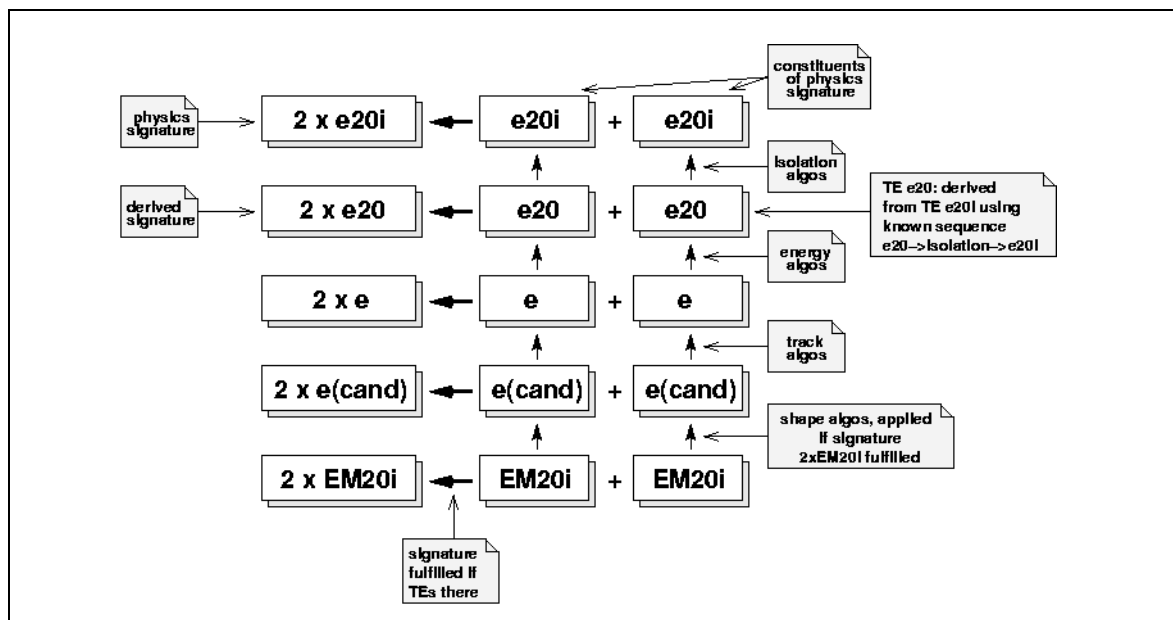 constituents
of physics
signature
physics
signature
2 x e20i
e20i
+
e20i
isolation
algos
derived
signature
2 x e20
e20
+
e20
TE e20: derived
from TE e20i using
known sequence
e20->isolation->e20i
energy
algos
2 x e
e
+
e
track
algos
2 x e(cand)
e(cand)
+
e(cand)
shape algos, applied
if signature
2xEM20i fulfilled
2 x EM20i
EM20i
+
EM20i
signature
fulfilled if
TEs there